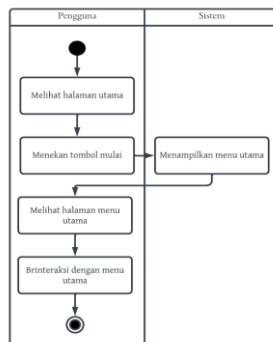 Pengguna
Sistem
Melihat halaman utama
Menekan tombol mulai
Menampilkan menu utama
Melihat halaman menu
utama
Brinteraksi dengan menu
utama